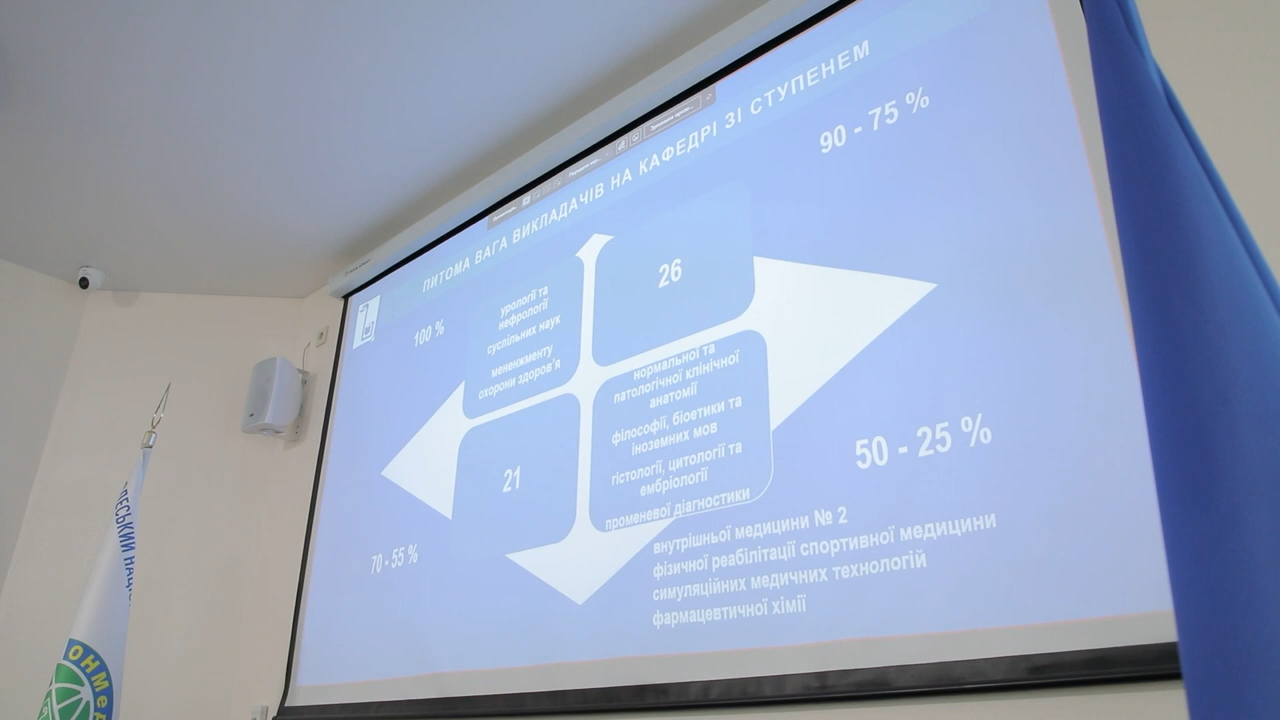 ПИТОМА ВАГА ВИКЛАДАЧІВ НА КАФЕДРІ ЗІ СТУПЕНЕМ
100 %
урології та
нефрології
суспільних наук
мененжменту
охорони здоров'я
26
90 - 75 %
21
70 - 55 %
нормальної та
патологічної клінічної
анатомії
філософії, біоетики та
іноземних мов
гістології, цитології та
ембріології
променевої діагностики
50 - 25 %
внутрішньої медицини № 2
фізичної реабілітації спортивної медицини
симуляційних медичних технологій
фармацевтичної хімії